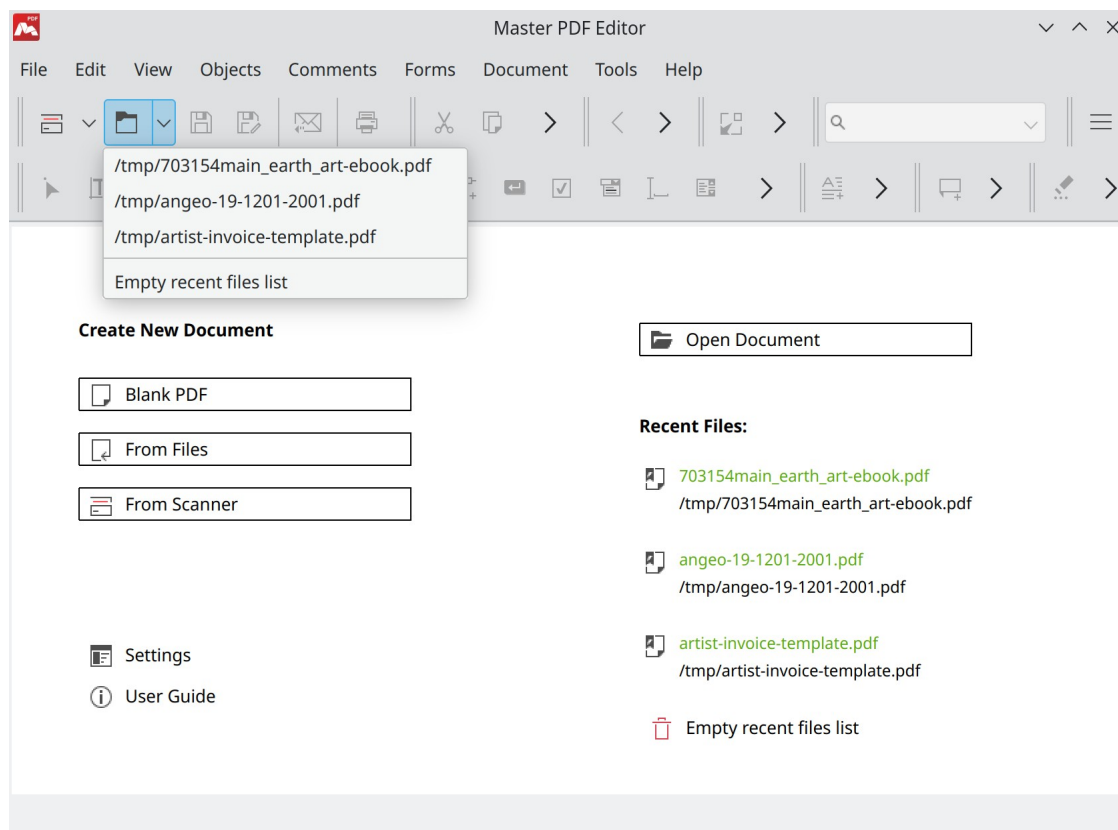 PDF
Master PDF Editor
File Edit View Objects Comments Forms Document Tools Help
/tmp/703154main_earth_art-ebook.pdf
/tmp/angeo-19-1201-2001.pdf
/tmp/artist-invoice-template.pdf
Empty recent files list
Create New Document
Blank PDF
From Files
From Scanner
Settings
User Guide
Open Document
Recent Files:
703154main_earth_art-ebook.pdf
/tmp/703154main_earth_art-ebook.pdf
angeo-19-1201-2001.pdf
/tmp/angeo-19-1201-2001.pdf
artist-invoice-template.pdf
/tmp/artist-invoice-template.pdf
Empty recent files list